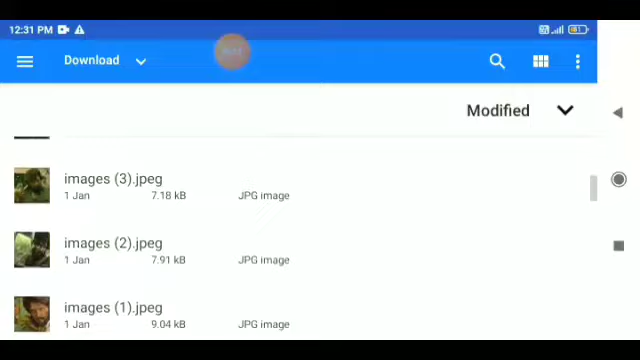 12:31 PM
Download
Modified
images (3).jpeg
1 Jan 7.18 kB JPG image
images (2).jpeg
1 Jan 7.91 kB JPG image
images (1).jpeg
1 Jan 9.04 kB JPG image